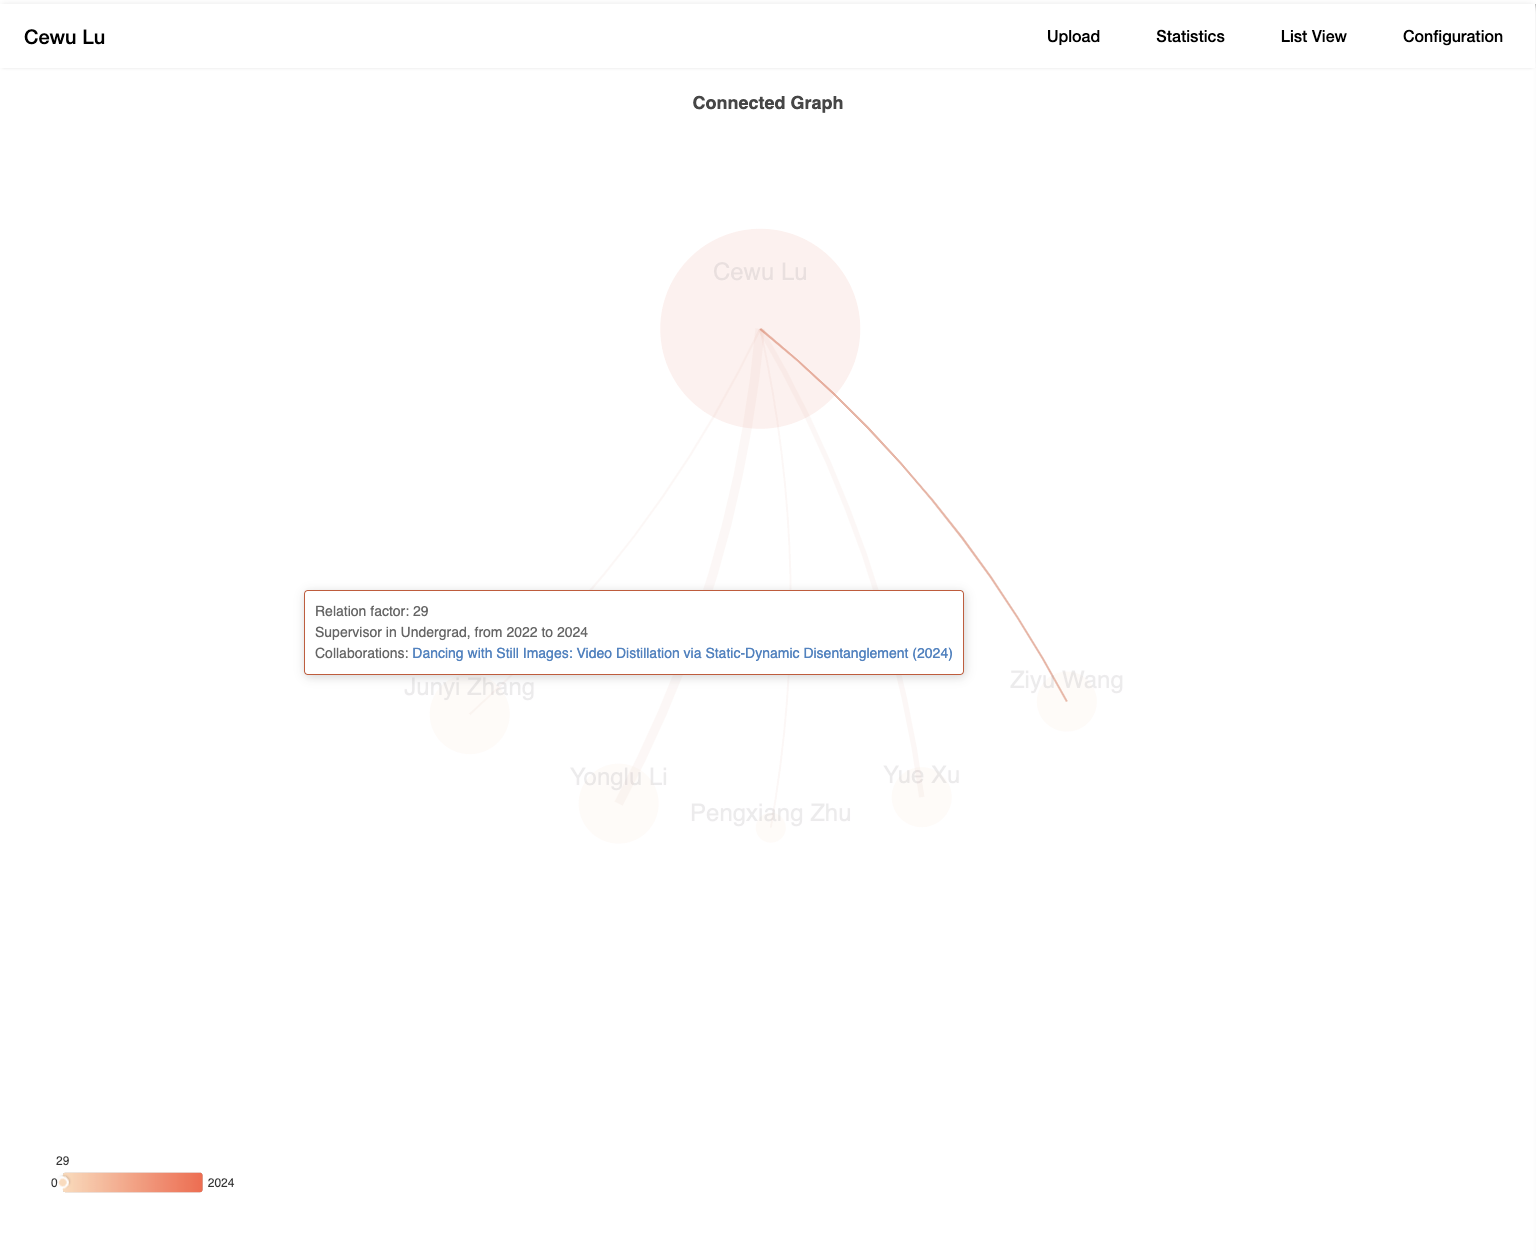 Cewu Lu
Upload
Statistics
List View
Configuration
Connected Graph
Cewu Lu
Relation factor: 29
Supervisor in Undergrad, from 2022 to 2024
Collaborations: Dancing with Still Images: Video Distillation via Static-Dynamic Disentanglement (2024)
Junyi Zhang
Ziyu Wang
Yonglu Li
Yue Xu
Pengxiang Zhu
29
0
2024